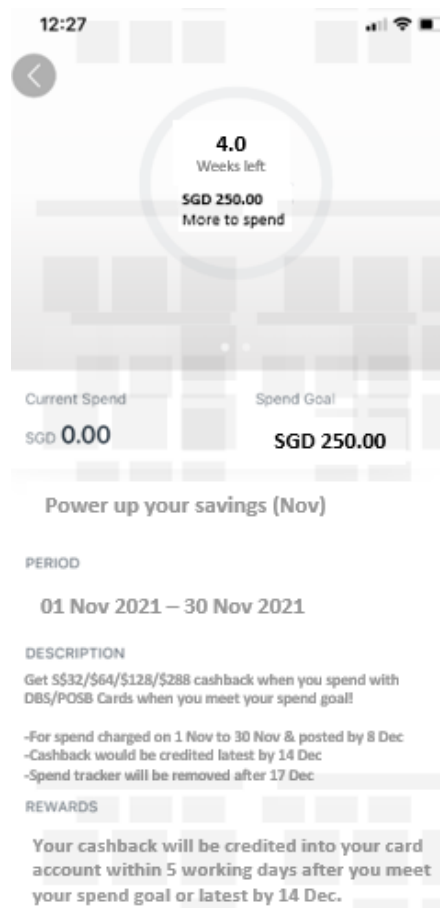 12:27
4.0
Weeks left
SGD 250.00
More to spend
Current Spend
Spend Goal
SGD 0.00
SGD 250.00
Power up your savings (Nov)
PERIOD
01 Nov 2021 – 30 Nov 2021
DESCRIPTION
Get S$32/$64/$128/$288 cashback when you spend with
DBS/POSB Cards when you meet your spend goal!
-For spend charged on 1 Nov to 30 Nov & posted by 8 Dec
-Cashback would be credited latest by 14 Dec
-Spend tracker will be removed after 17 Dec
REWARDS
Your cashback will be credited into your card
account within 5 working days after you meet
your spend goal or latest by 14 Dec.